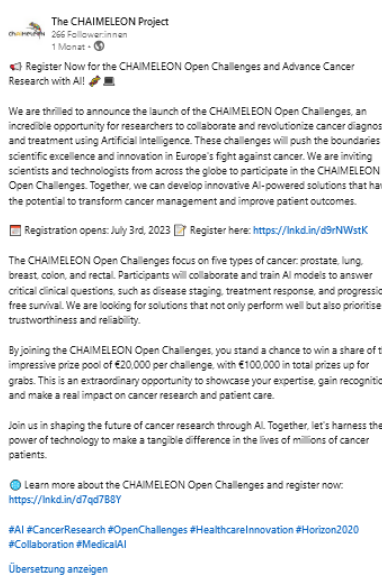 The CHAIMELEON Project
CHAIMELEON
266 Follower:innen
1 Monat •
Register Now for the CHAIMELEON Open Challenges and Advance Cancer
Research with AI!
We are thrilled to announce the launch of the CHAIMELEON Open Challenges, an
incredible opportunity for researchers to collaborate and revolutionize cancer diagnos
and treatment using Artificial Intelligence. These challenges will push the boundaries
scientific excellence and innovation in Europe's fight against cancer. We are inviting
scientists and technologists from across the globe to participate in the CHAIMELEON
Open Challenges. Together, we can develop innovative AI-powered solutions that hav
the potential to transform cancer management and improve patient outcomes.
Registration opens: July 3rd, 2023 Register here: https://lnkd.in/d9rNWstK
The CHAIMELEON Open Challenges focus on five types of cancer: prostate, lung,
breast, colon, and rectal. Participants will collaborate and train AI models to answer
critical clinical questions, such as disease staging, treatment response, and progressio
free survival. We are looking for solutions that not only perform well but also prioritise
trustworthiness and reliability.
By joining the CHAIMELEON Open Challenges, you stand a chance to win a share of t
impressive prize pool of €20,000 per challenge, with €100,000 in total prizes up for
grabs. This is an extraordinary opportunity to showcase your expertise, gain recognitio
and make a real impact on cancer research and patient care.
Join us in shaping the future of cancer research through AI. Together, let's harness the
power of technology to make a tangible difference in the lives of millions of cancer
patients.
Learn more about the CHAIMELEON Open Challenges and register now:
https://lnkd.in/d7qd7B8Y
#AI #CancerResearch #OpenChallenges #HealthcareInnovation #Horizon2020
#Collaboration #MedicalAI
Übersetzung anzeigen